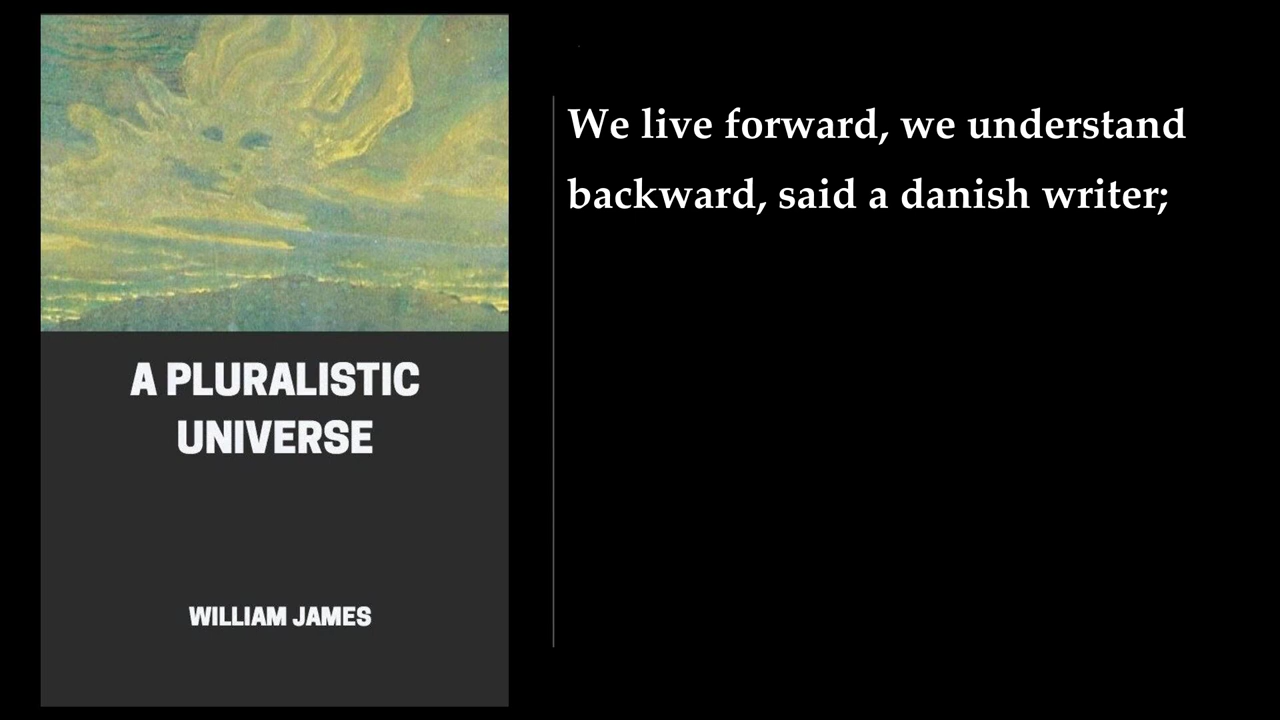 A PLURALISTIC
UNIVERSE
WILLIAM JAMES
We live forward, we understand
backward, said a danish writer;